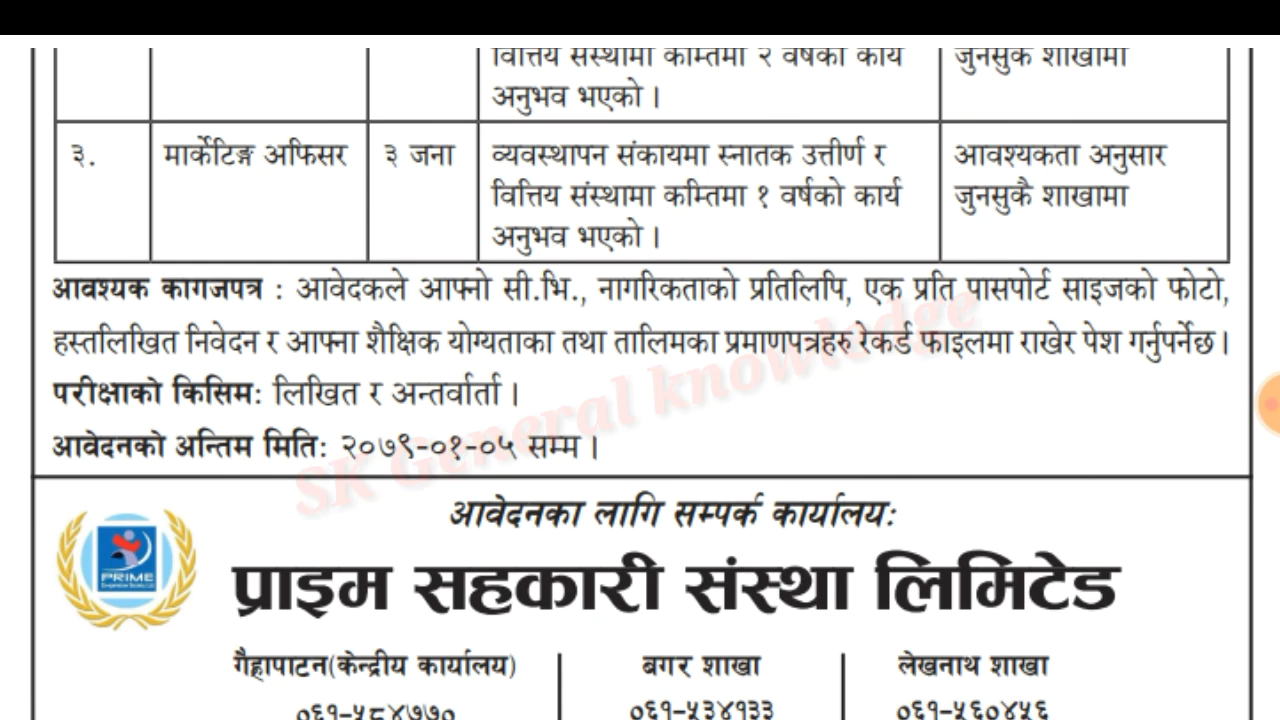 वित्तिय संस्थामा कम्तिमा २ वर्षको कार्य
अनुभव भएको ।
जुनसुकै शाखामा
३.
मार्केटिङ्ग अफिसर
३ जना
व्यवस्थापन संकायमा स्नातक उत्तीर्ण र
वित्तिय संस्थामा कम्तिमा १ वर्षको कार्य
अनुभव भएको ।
आवश्यकता अनुसार
जुनसुकै शाखामा
आवश्यक कागजपत्र : आवेदकले आफ्नो सी.भि., नागरिकताको प्रतिलिपि, एक प्रति पासपोर्ट साइजको फोटो,
हस्तलिखित निवेदन र आफ्ना शैक्षिक योग्यताका तथा तालिमका प्रमाणपत्रहरु रेकर्ड फाइलमा राखेर पेश गर्नुपर्नेछ ।
परीक्षाको किसिमः लिखित र अन्तर्वार्ता ।
आवेदनको अन्तिम मितिः २०७९-०१-०५ सम्म ।
SK General knowledge
आवेदनका लागि सम्पर्क कार्यालयः
PRIME
प्राइम सहकारी संस्था लिमिटेड
गैह्रापाटन(केन्द्रीय कार्यालय)
०६१-५८४७७०
बगर शाखा
०६१-५३४१३३
लेखनाथ शाखा
०६१-५६०४५६